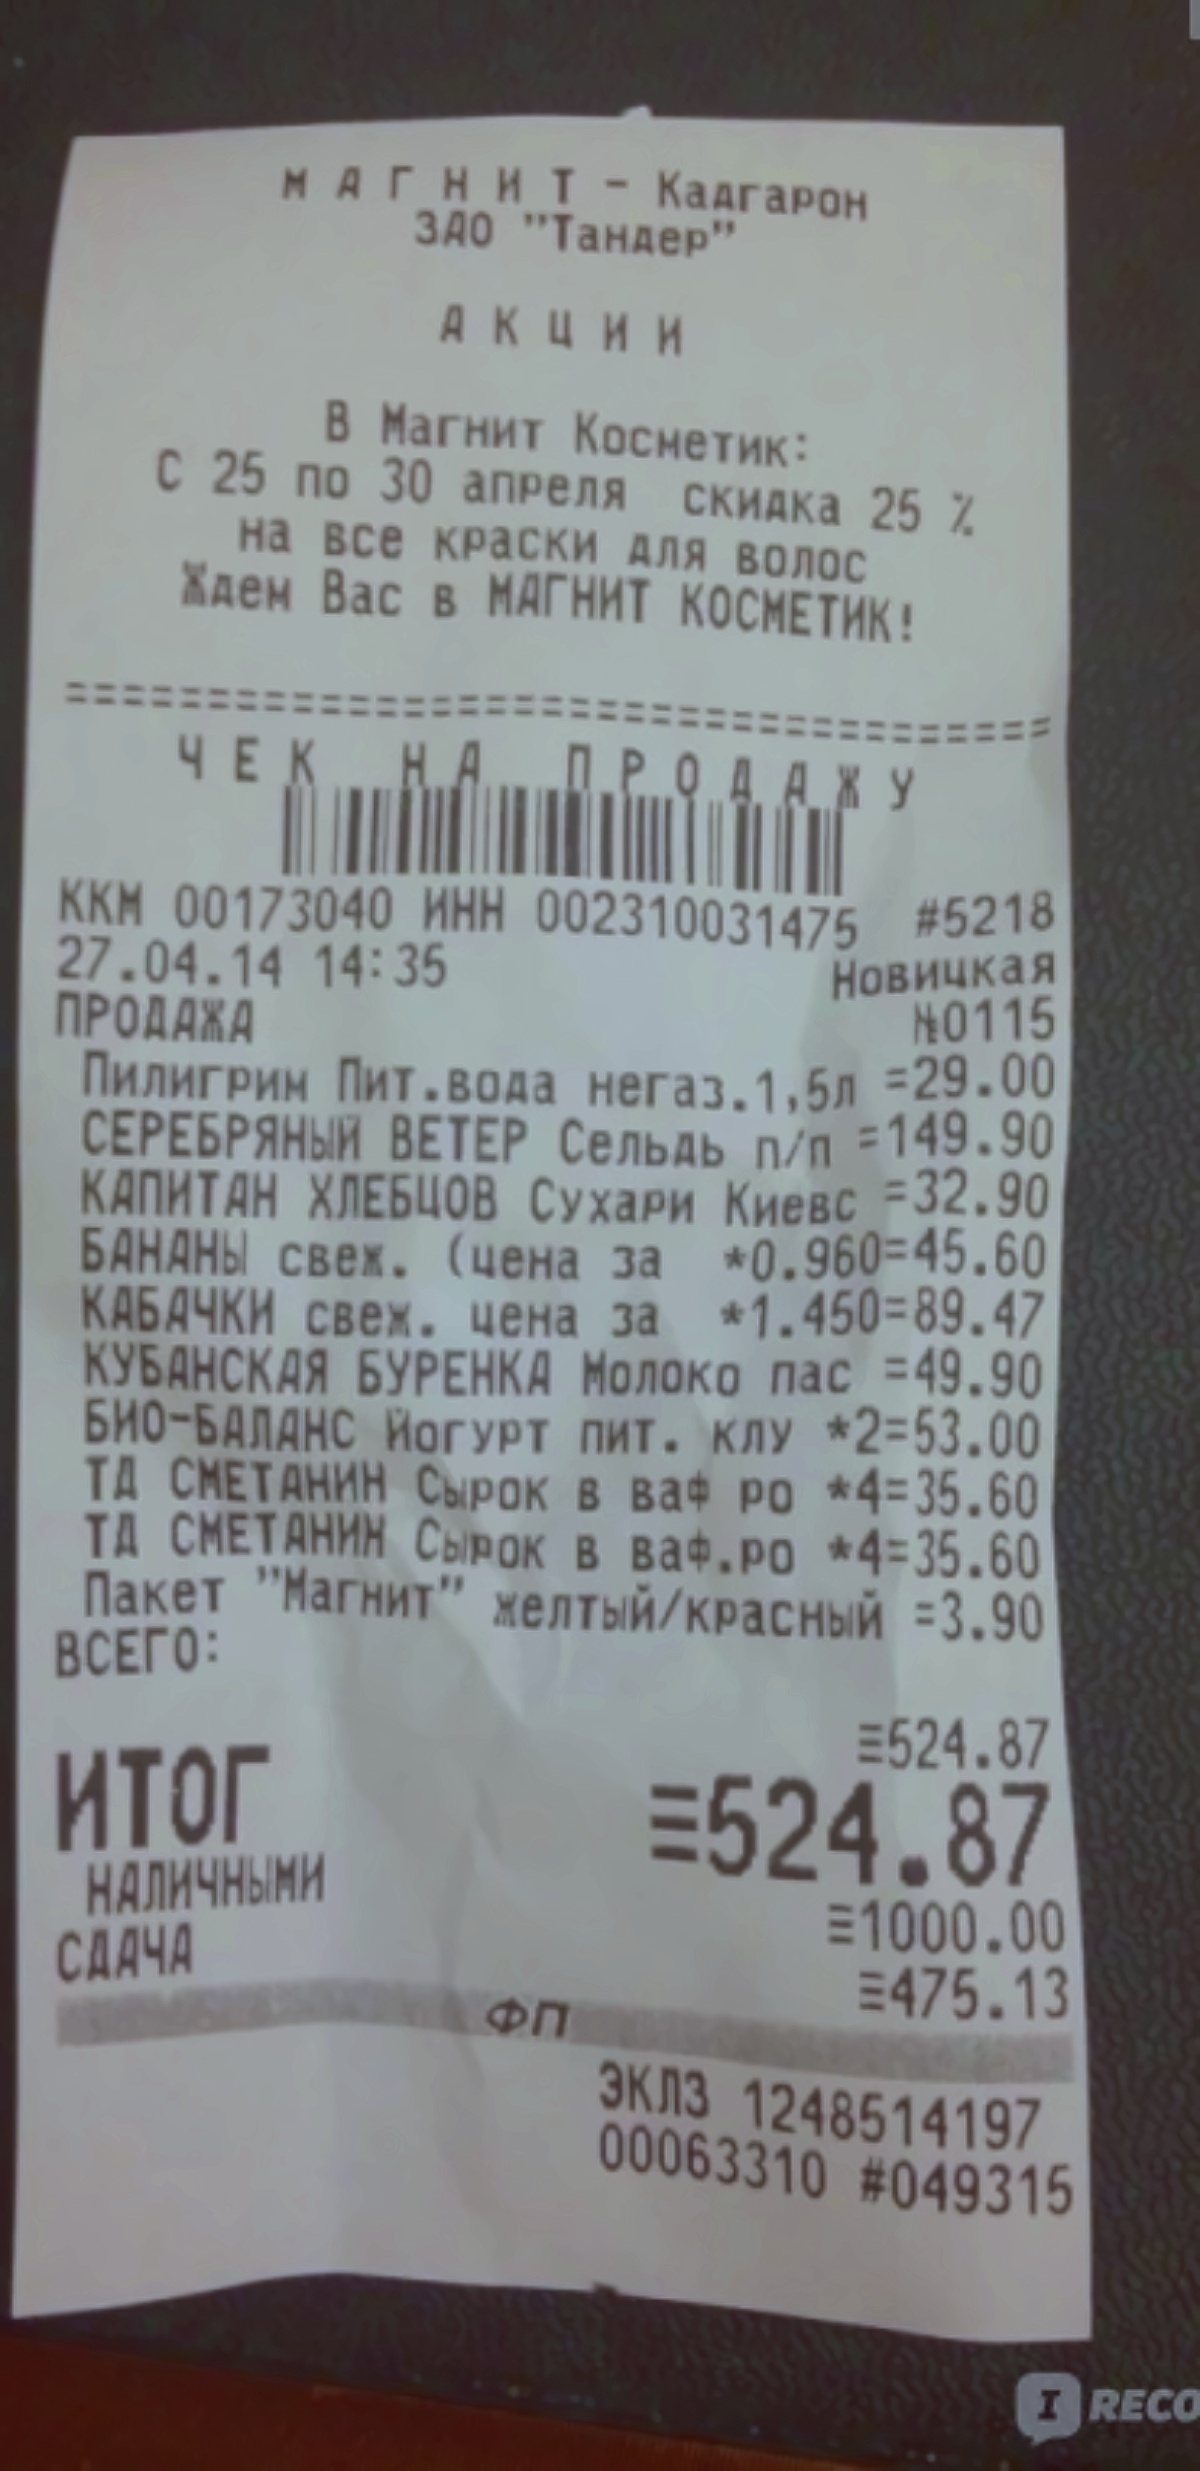 М А Г Н И Т - Кадгарон
ЗАО "Тандер"
А К Ц И И
В Магнит Косметик:
С 25 по 30 апреля скидка 25 %
на все краски для волос
Ждем Вас в МАГНИТ КОСМЕТИК!
===================================
Ч Е К Н А П Р О Д А Ж У
ККМ 00173040 ИНН 002310031475 #5218
27.04.14 14:35 Новицкая
ПРОДАЖА №0115
Пилигрим Пит.вода негаз.1,5л =29.00
СЕРЕБРЯНЫЙ ВЕТЕР Сельдь п/п =149.90
КАПИТАН ХЛЕБЦОВ Сухари Киевс =32.90
БАНАНЫ свеж. (цена за *0.960=45.60
КАБАЧКИ свеж. цена за *1.450=89.47
КУБАНСКАЯ БУРЕНКА Молоко пас =49.90
БИО-БАЛАНС Йогурт пит. клу *2=53.00
ТД СМЕТАНИН Сырок в ваф ро *4=35.60
ТД СМЕТАНИН Сырок в ваф.ро *4=35.60
Пакет "Магнит" желтый/красный =3.90
ВСЕГО:
≡524.87
ИТОГ ≡524.87
НАЛИЧНЫМИ ≡1000.00
СДАЧА ≡475.13
ФП
ЭКЛЗ 1248514197
00063310 #049315
I RECO